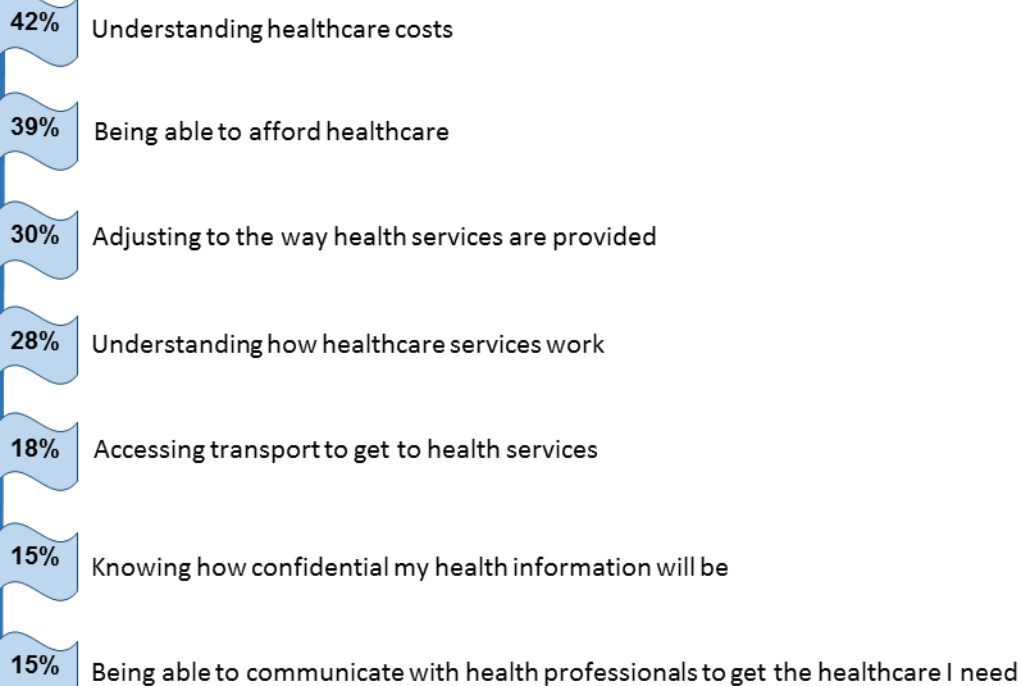 42% Understanding healthcare costs
39% Being able to afford healthcare
30% Adjusting to the way health services are provided
28% Understanding how healthcare services work
18% Accessing transport to get to health services
15% Knowing how confidential my health information will be
15% Being able to communicate with health professionals to get the healthcare I need